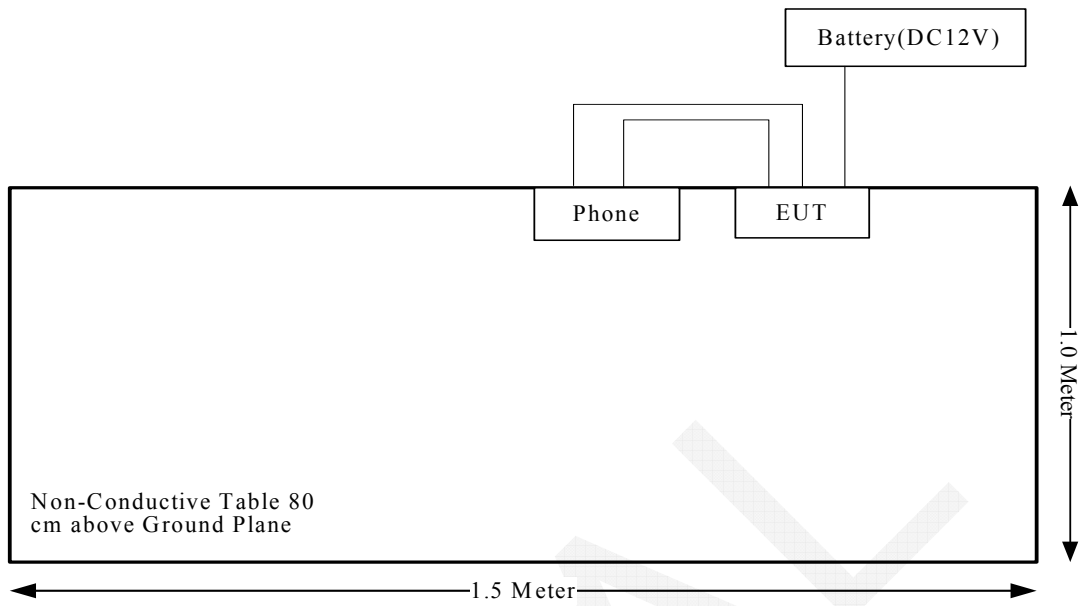 Battery(DC12V)
Phone
EUT
1.0 Meter
Non-Conductive Table 80
cm above Ground Plane
1.5 Meter